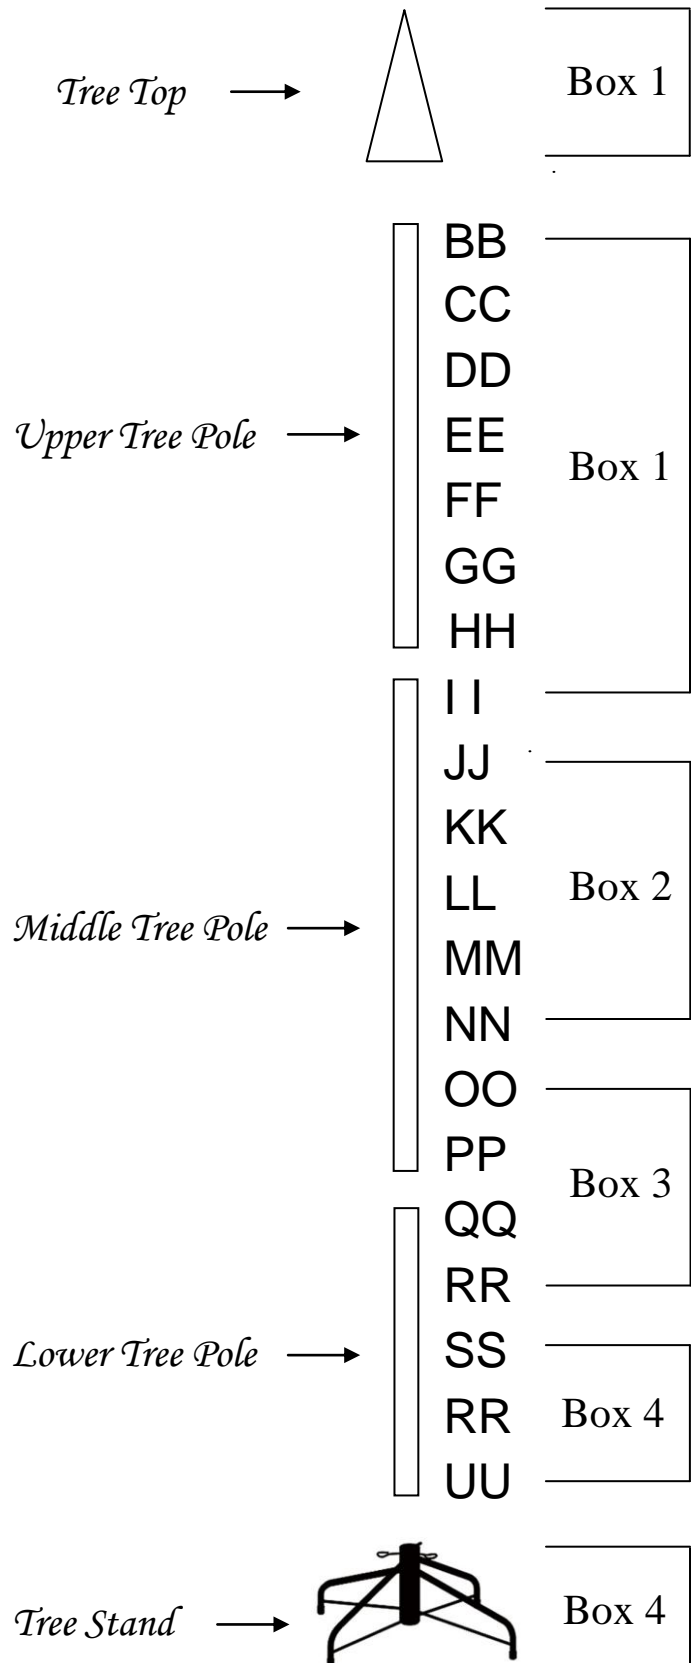 Tree Top
Box 1
BB
CC
DD
Upper Tree Pole
EE
Box 1
FF
GG
HH
I I
JJ
KK
Box 2
LL
Middle Tree Pole
MM
NN
OO
PP
Box 3
QQ
RR
Lower Tree Pole
SS
RR
Box 4
UU
Tree Stand
Box 4